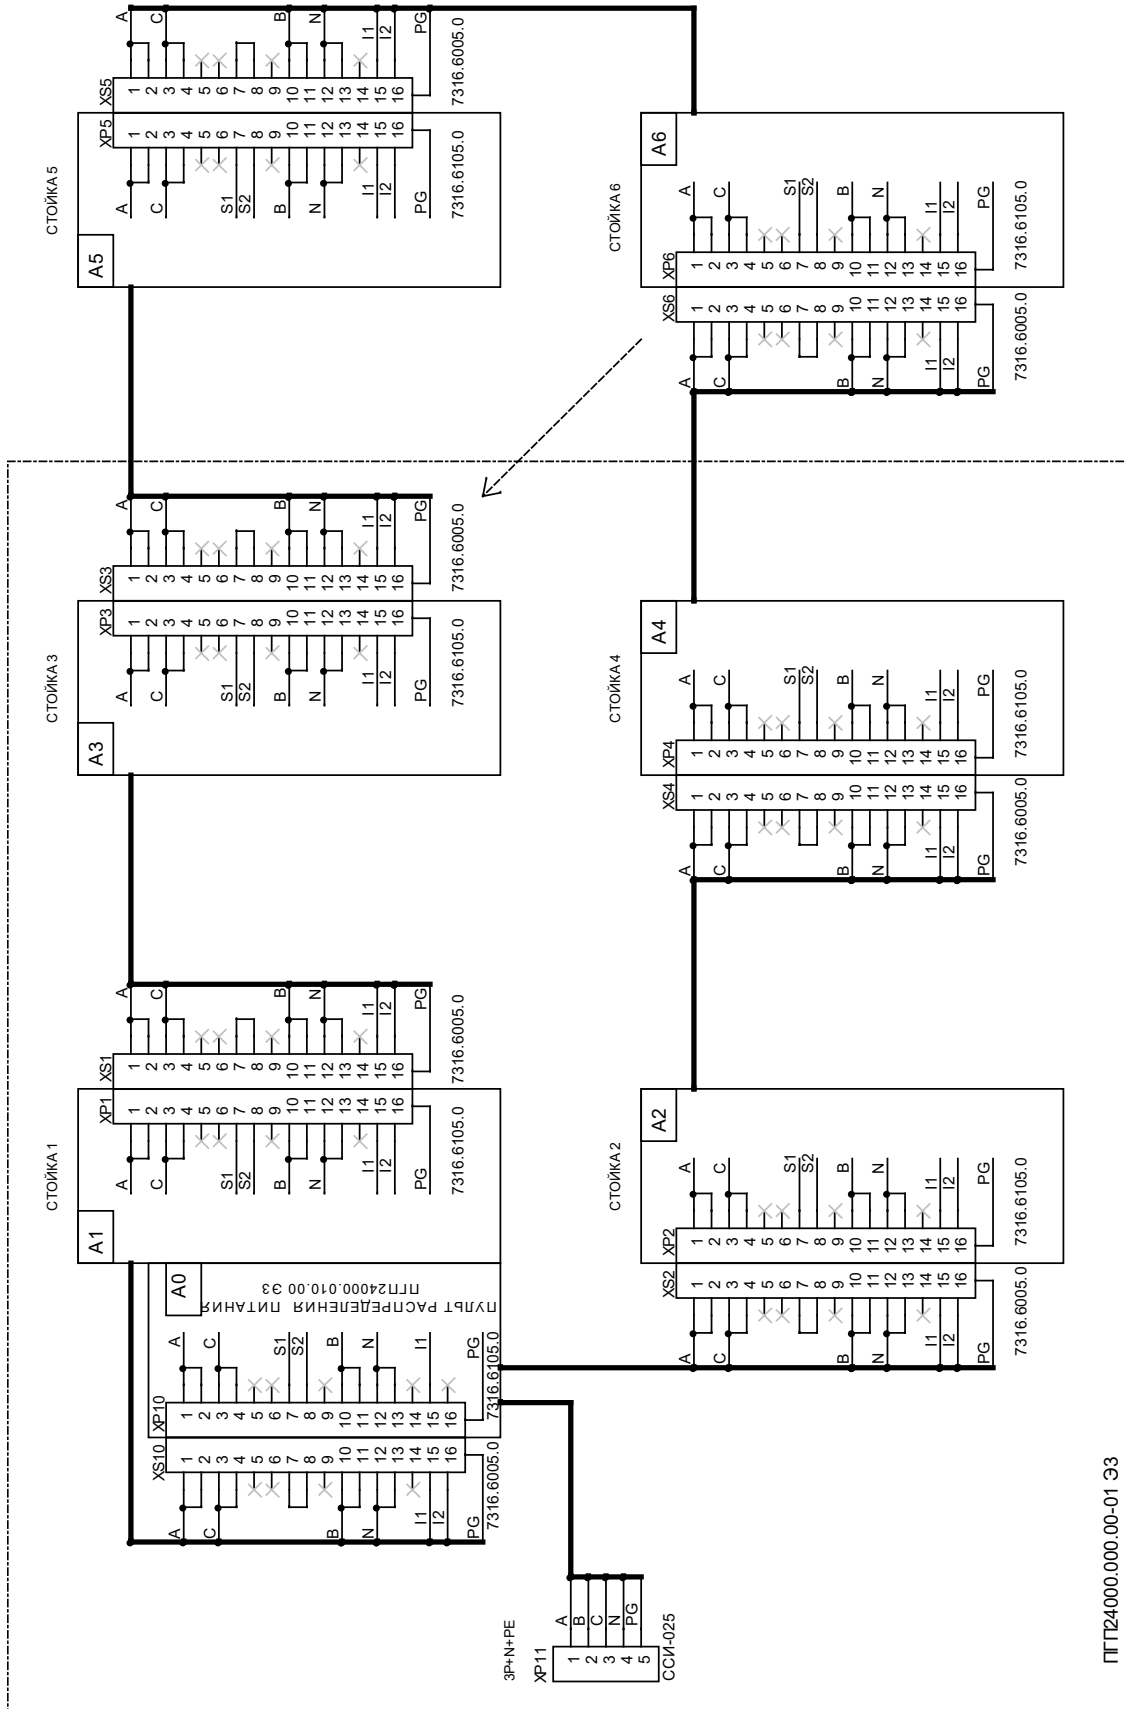 3P+N+PE
XP11
1 A
2 B
3 C
4 N
5 PG
ССИ-025
XS10 XP10
A 1 1 A
2 2
C 3 3 C
4 4
5 5
6 6
7 7 S1
8 8 S2
9 9
B 10 10 B
11 11
N 12 12 N
13 13
14 14
I1 15 15 I1
I2 16 16
PG PG
7316.6005.0 7316.6105.0
A0
ПУЛЬТ РАСПРЕДЕЛЕНИЯ ПИТАНИЯ
ПГП24000.010.00 ЭЗ
СТОЙКА 1
A1
XP1 XS1
A 1 1 A
2 2
C 3 3 C
4 4
5 5
6 6
S1 7 7
S2 8 8
9 9
B 10 10 B
11 11
N 12 12 N
13 13
14 14
I1 15 15 I1
I2 16 16 I2
PG PG
7316.6105.0 7316.6005.0
СТОЙКА 3
A3
XP3 XS3
A 1 1 A
2 2
C 3 3 C
4 4
5 5
6 6
S1 7 7
S2 8 8
9 9
B 10 10 B
11 11
N 12 12 N
13 13
14 14
I1 15 15 I1
I2 16 16 I2
PG PG
7316.6105.0 7316.6005.0
СТОЙКА 5
A5
XP5 XS5
A 1 1 A
2 2
C 3 3 C
4 4
5 5
6 6
S1 7 7
S2 8 8
9 9
B 10 10 B
11 11
N 12 12 N
13 13
14 14
I1 15 15 I1
I2 16 16 I2
PG PG
7316.6105.0 7316.6005.0
СТОЙКА 2
A2
XS2 XP2
A 1 1 A
2 2
C 3 3 C
4 4
5 5
6 6
7 7 S1
8 8 S2
9 9
B 10 10 B
11 11
N 12 12 N
13 13
14 14
I1 15 15 I1
I2 16 16 I2
PG PG
7316.6005.0 7316.6105.0
СТОЙКА 4
A4
XS4 XP4
A 1 1 A
2 2
C 3 3 C
4 4
5 5
6 6
7 7 S1
8 8 S2
9 9
B 10 10 B
11 11
N 12 12 N
13 13
14 14
I1 15 15 I1
I2 16 16 I2
PG PG
7316.6005.0 7316.6105.0
СТОЙКА 6
A6
XS6 XP6
A 1 1 A
2 2
C 3 3 C
4 4
5 5
6 6
7 7 S1
8 8 S2
9 9
B 10 10 B
11 11
N 12 12 N
13 13
14 14
I1 15 15 I1
I2 16 16 I2
PG PG
7316.6005.0 7316.6105.0
ПГП24000.000.00-01 ЭЗ